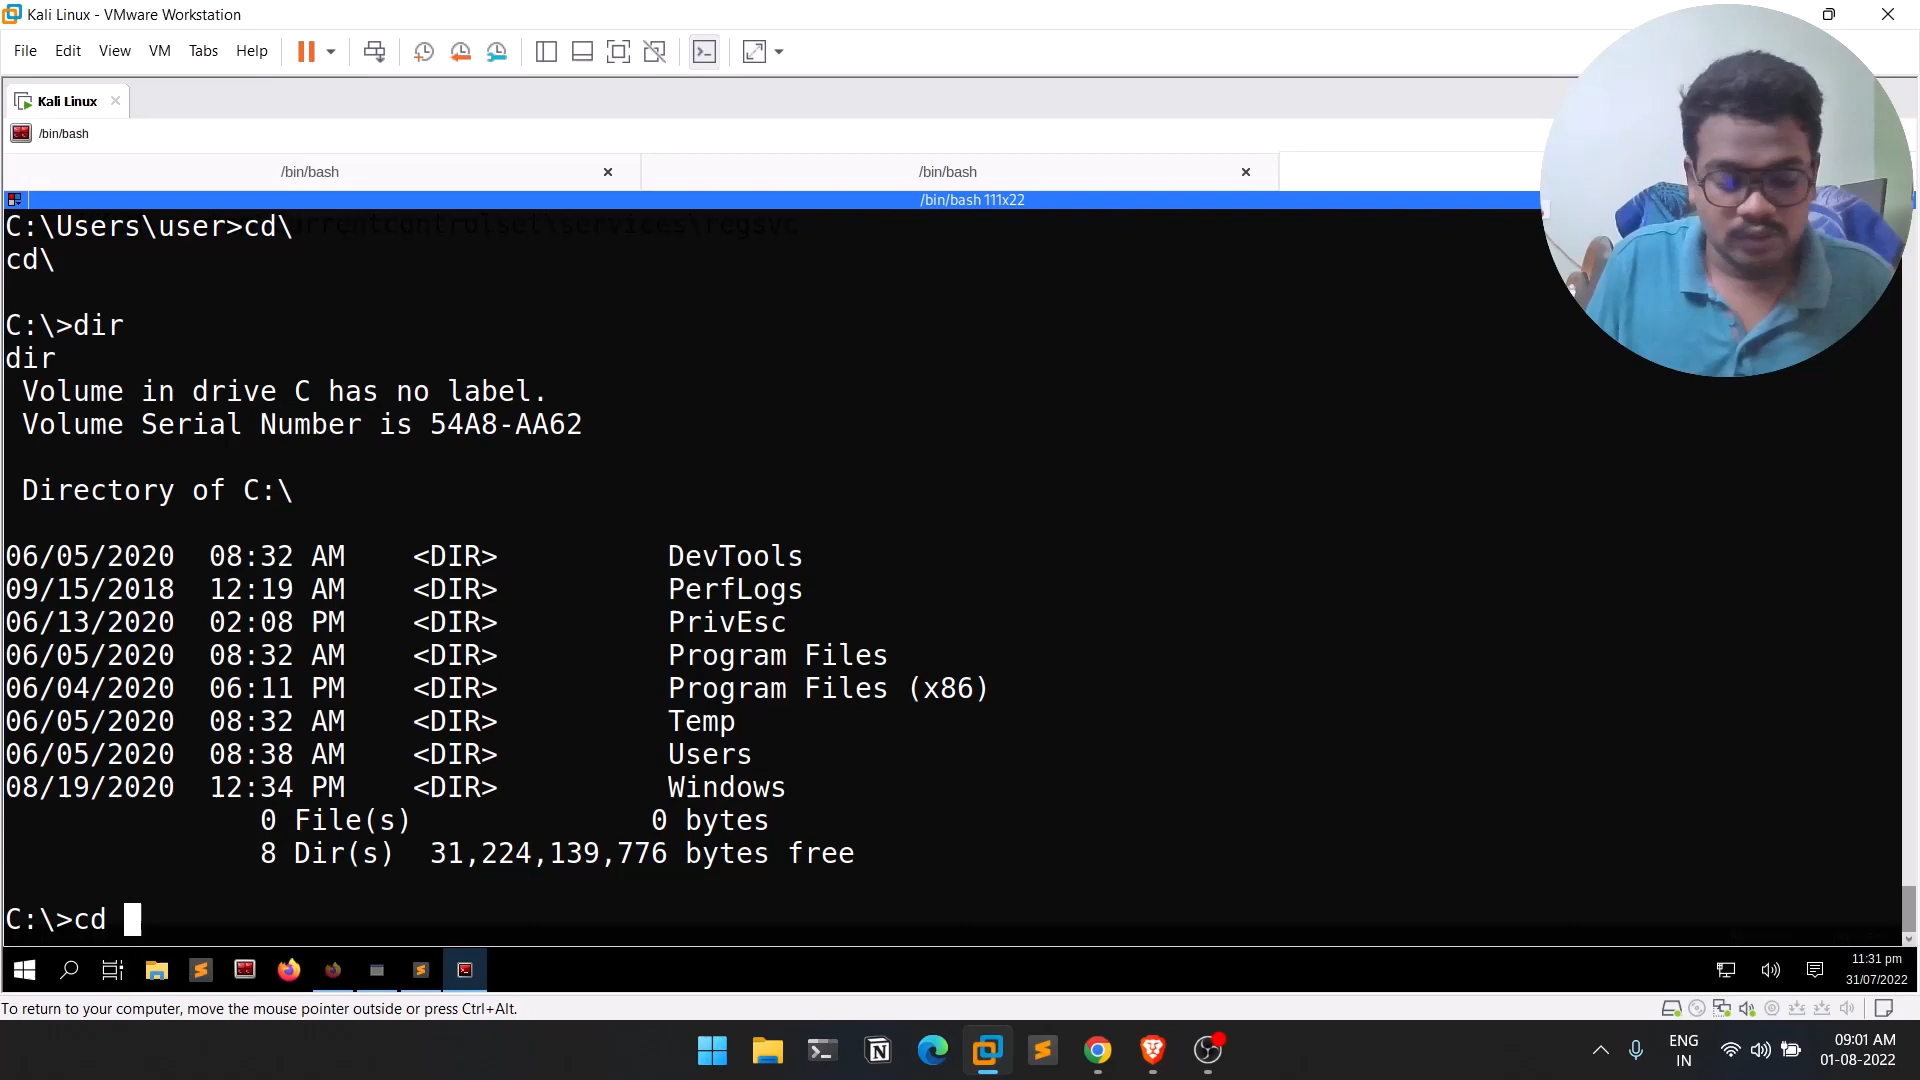 Kali Linux - VMware Workstation
File Edit View VM Tabs Help
Kali Linux
/bin/bash
/bin/bash /bin/bash
/bin/bash 111x22
C:\Users\user>cd\
cd\
C:\>dir
dir
Volume in drive C has no label.
Volume Serial Number is 54A8-AA62
Directory of C:\
06/05/2020 08:32 AM <DIR> DevTools
09/15/2018 12:19 AM <DIR> PerfLogs
06/13/2020 02:08 PM <DIR> PrivEsc
06/05/2020 08:32 AM <DIR> Program Files
06/04/2020 06:11 PM <DIR> Program Files (x86)
06/05/2020 08:32 AM <DIR> Temp
06/05/2020 08:38 AM <DIR> Users
08/19/2020 12:34 PM <DIR> Windows
0 File(s) 0 bytes
8 Dir(s) 31,224,139,776 bytes free
C:\>cd
11:31 pm
31/07/2022
To return to your computer, move the mouse pointer outside or press Ctrl+Alt.
ENG
IN
09:01 AM
01-08-2022